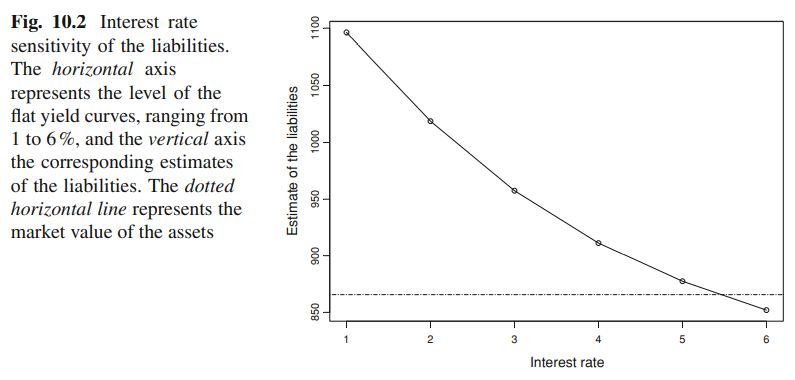 Fig. 10.2 Interest rate
sensitivity of the liabilities.
The horizontal axis
represents the level of the
flat yield curves, ranging from
1 to 6%, and the vertical axis
the corresponding estimates
of the liabilities. The dotted
horizontal line represents the
market value of the assets
Estimate of the liabilities
1100
1050
1000
950
900
850
1 2 3 4 5 6
Interest rate